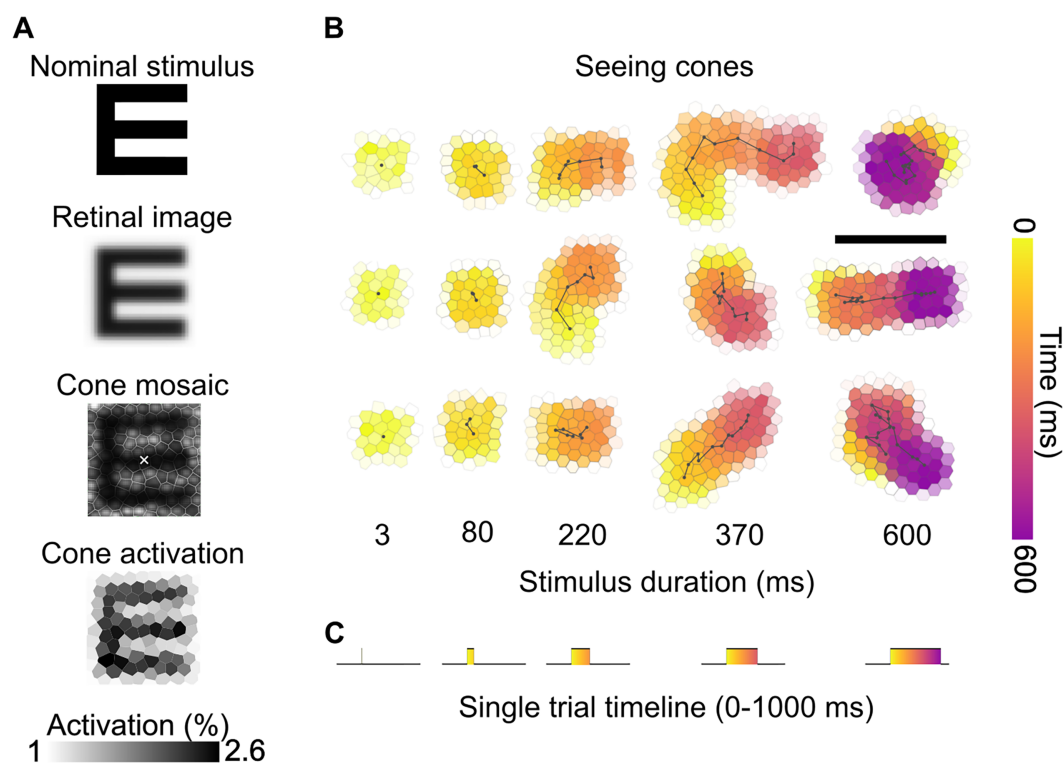 A
Nominal stimulus
E
Retinal image
E
Cone mosaic
Cone activation
Activation (%)
1 2.6
B
Seeing cones
0
Time (ms)
600
3 80 220 370 600
Stimulus duration (ms)
C
Single trial timeline (0-1000 ms)